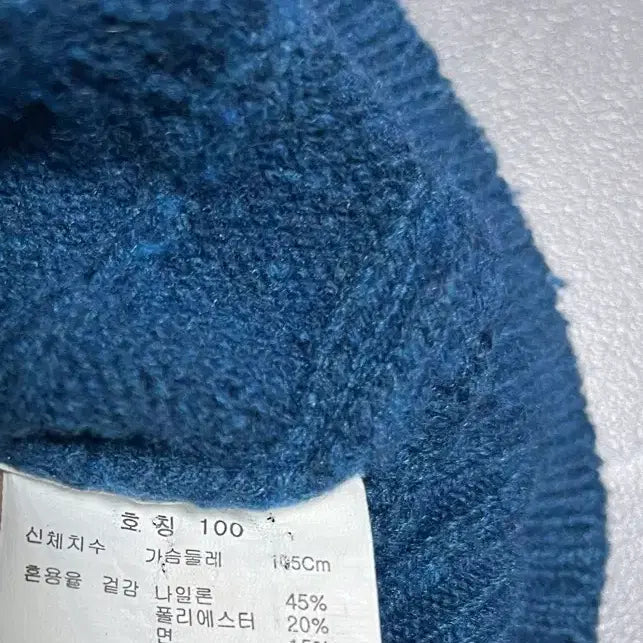 호 칭 100
신체치수 가슴둘레 105Cm
혼용율 겉감 나일론 45%
폴리에스터 20%
면